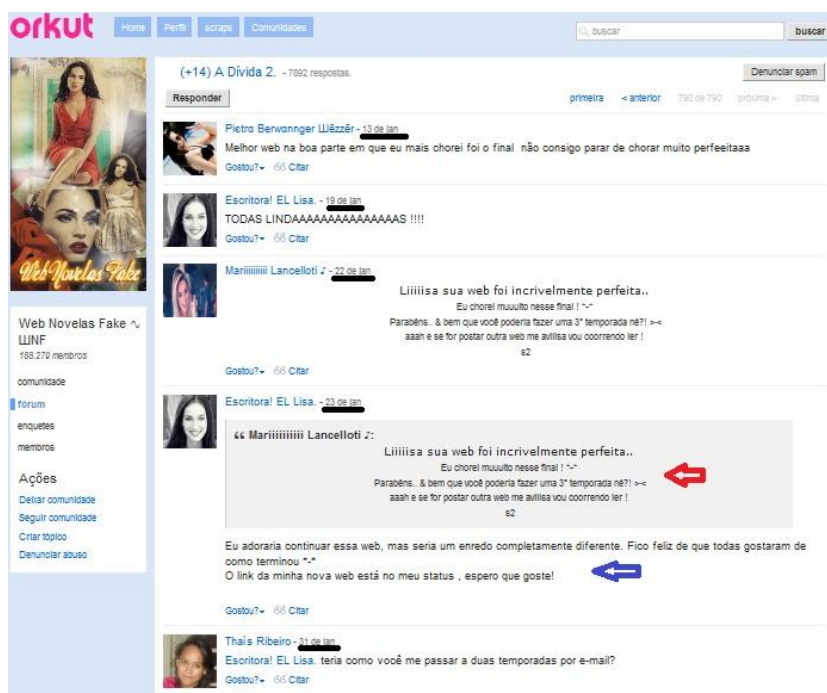 orkut
Home
Perfil
scraps
Comunidades
buscar
buscar
Web Novelas Fake
Web Novelas Fake ∿
ШNF
188.279 membros
comunidade
fórum
enquetes
membros
Ações
Deixar comunidade
Seguir comunidade
Criar tópico
Denunciar abuso
(+14) A Dívida 2. - 7892 respostas.
Denunciar spam
Responder
primeira < anterior 790 de 790 próxima > última
Pietra Berwannger Шëzzër - 13 de jan
Melhor web na boa parte em que eu mais chorei foi o final não consigo parar de chorar muito perfeeitaaa
Gostou? Citar
Escritora! EL Lisa. - 19 de jan
TODAS LINDAAAAAAAAAAAAAAAS !!!!
Gostou? Citar
Mariiiiiiiiii Lancelloti ♪ - 22 de jan
Liiiiisa sua web foi incrivelmente perfeita..
Eu chorei muuuito nesse final ! ^-^
Parabéns.. & bem que você poderia fazer uma 3° temporada né?! >-<
aaah e se for postar outra web me aviiisa vou coorrendo ler !
s2
Gostou? Citar
Escritora! EL Lisa. - 23 de jan
Mariiiiiiiiii Lancelloti ♪:
Liiiiisa sua web foi incrivelmente perfeita..
Eu chorei muuuito nesse final ! ^-^
Parabéns.. & bem que você poderia fazer uma 3° temporada né?! >-<
aaah e se for postar outra web me aviiisa vou coorrendo ler !
s2
Eu adoraria continuar essa web, mas seria um enredo completamente diferente. Fico feliz de que todas gostaram de
como terminou *-*
O link da minha nova web está no meu status , espero que goste!
Gostou? Citar
Thaís Ribeiro - 31 de jan
Escritora! EL Lisa. teria como você me passar a duas temporadas por e-mail?
Gostou? Citar